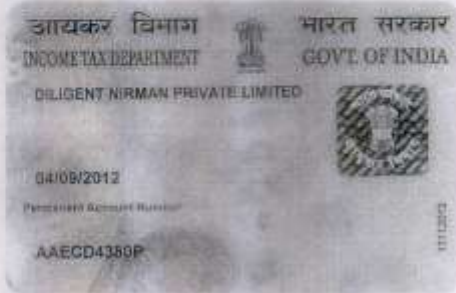 आयकर विभाग
भारत सरकार
INCOME TAX DEPARTMENT
GOVT. OF INDIA
DILIGENT NIRMAN PRIVATE LIMITED
04/09/2012
Permanent Account Number
AAECD4380P